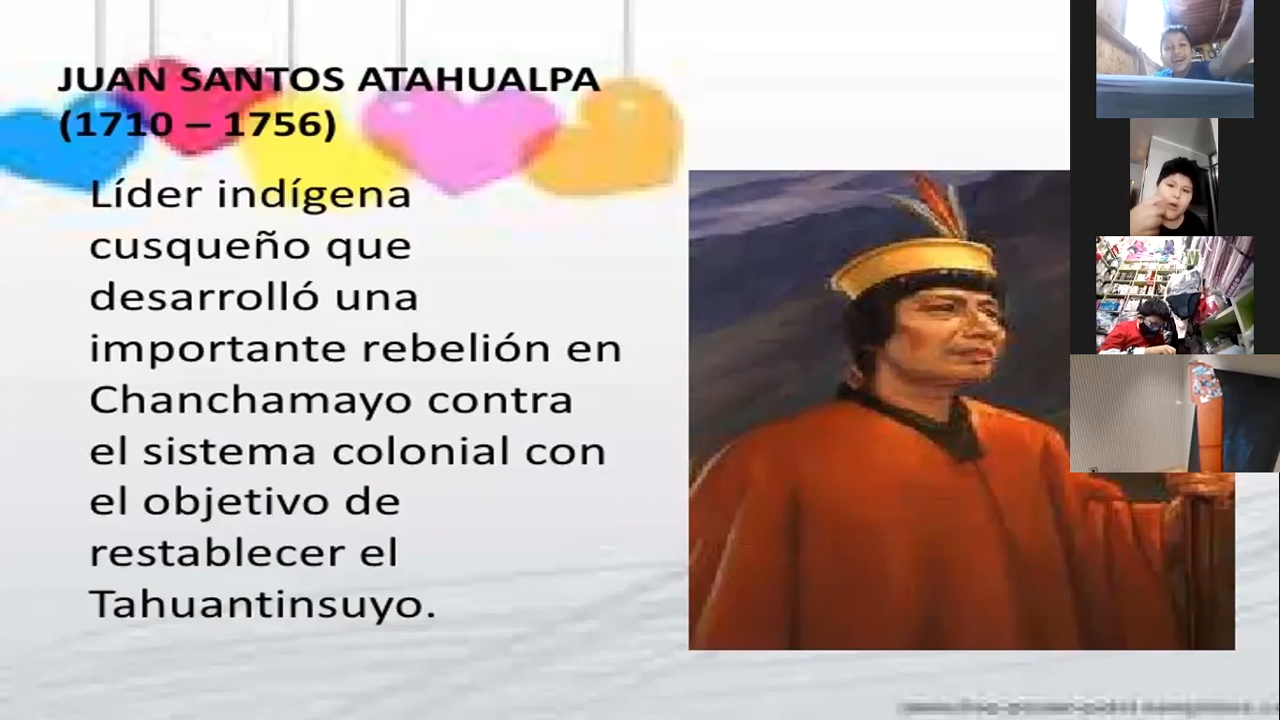 JUAN SANTOS ATAHUALPA
(1710 – 1756)
Líder indígena
cusqueño que
desarrolló una
importante rebelión en
Chanchamayo contra
el sistema colonial con
el objetivo de
restablecer el
Tahuantinsuyo.